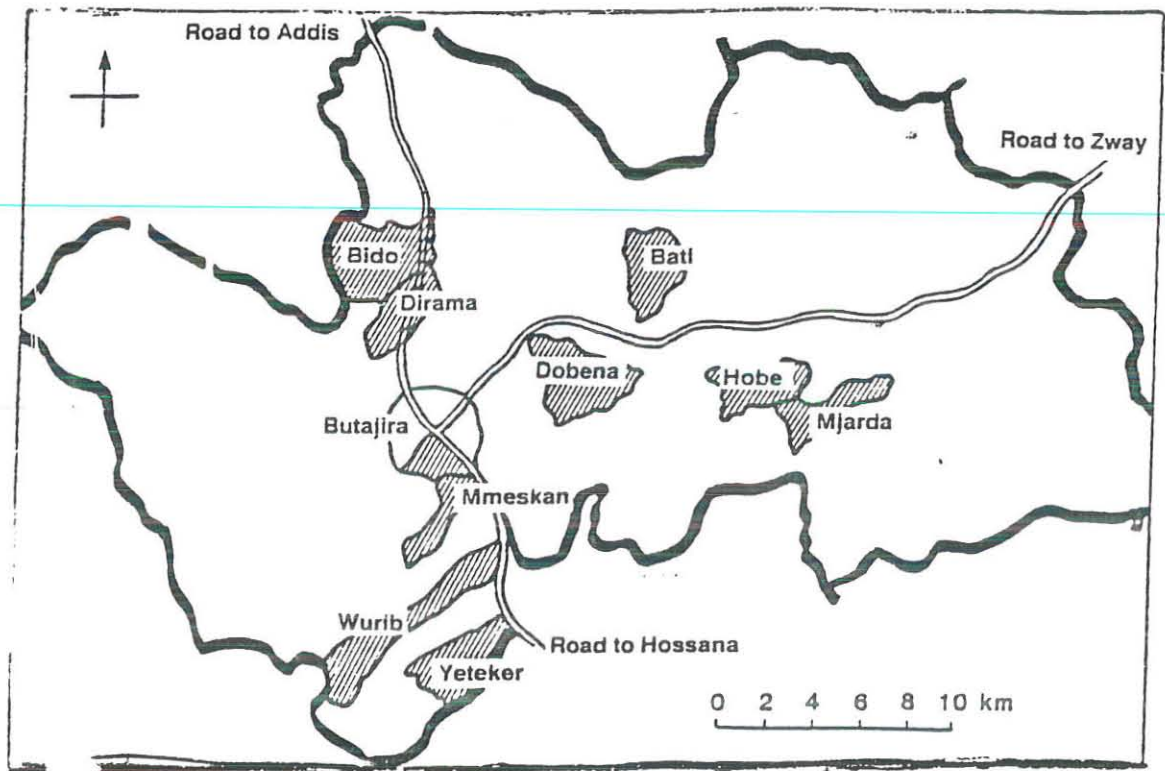 Road to Addis
Road to Zway
Bido
Bati
Dirama
Dobena
Hobe
Butajira
Mjarda
Mmeskan
Wurib
Road to Hossana
Yeteker
0 2 4 6 8 10 km